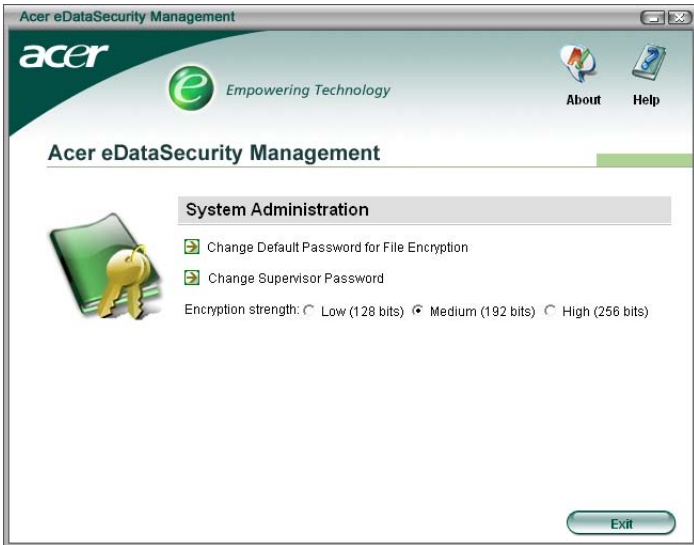 Acer eDataSecurity Management
acer
e Empowering Technology
About Help
Acer eDataSecurity Management
System Administration
Change Default Password for File Encryption
Change Supervisor Password
Encryption strength: Low (128 bits) Medium (192 bits) High (256 bits)
Exit